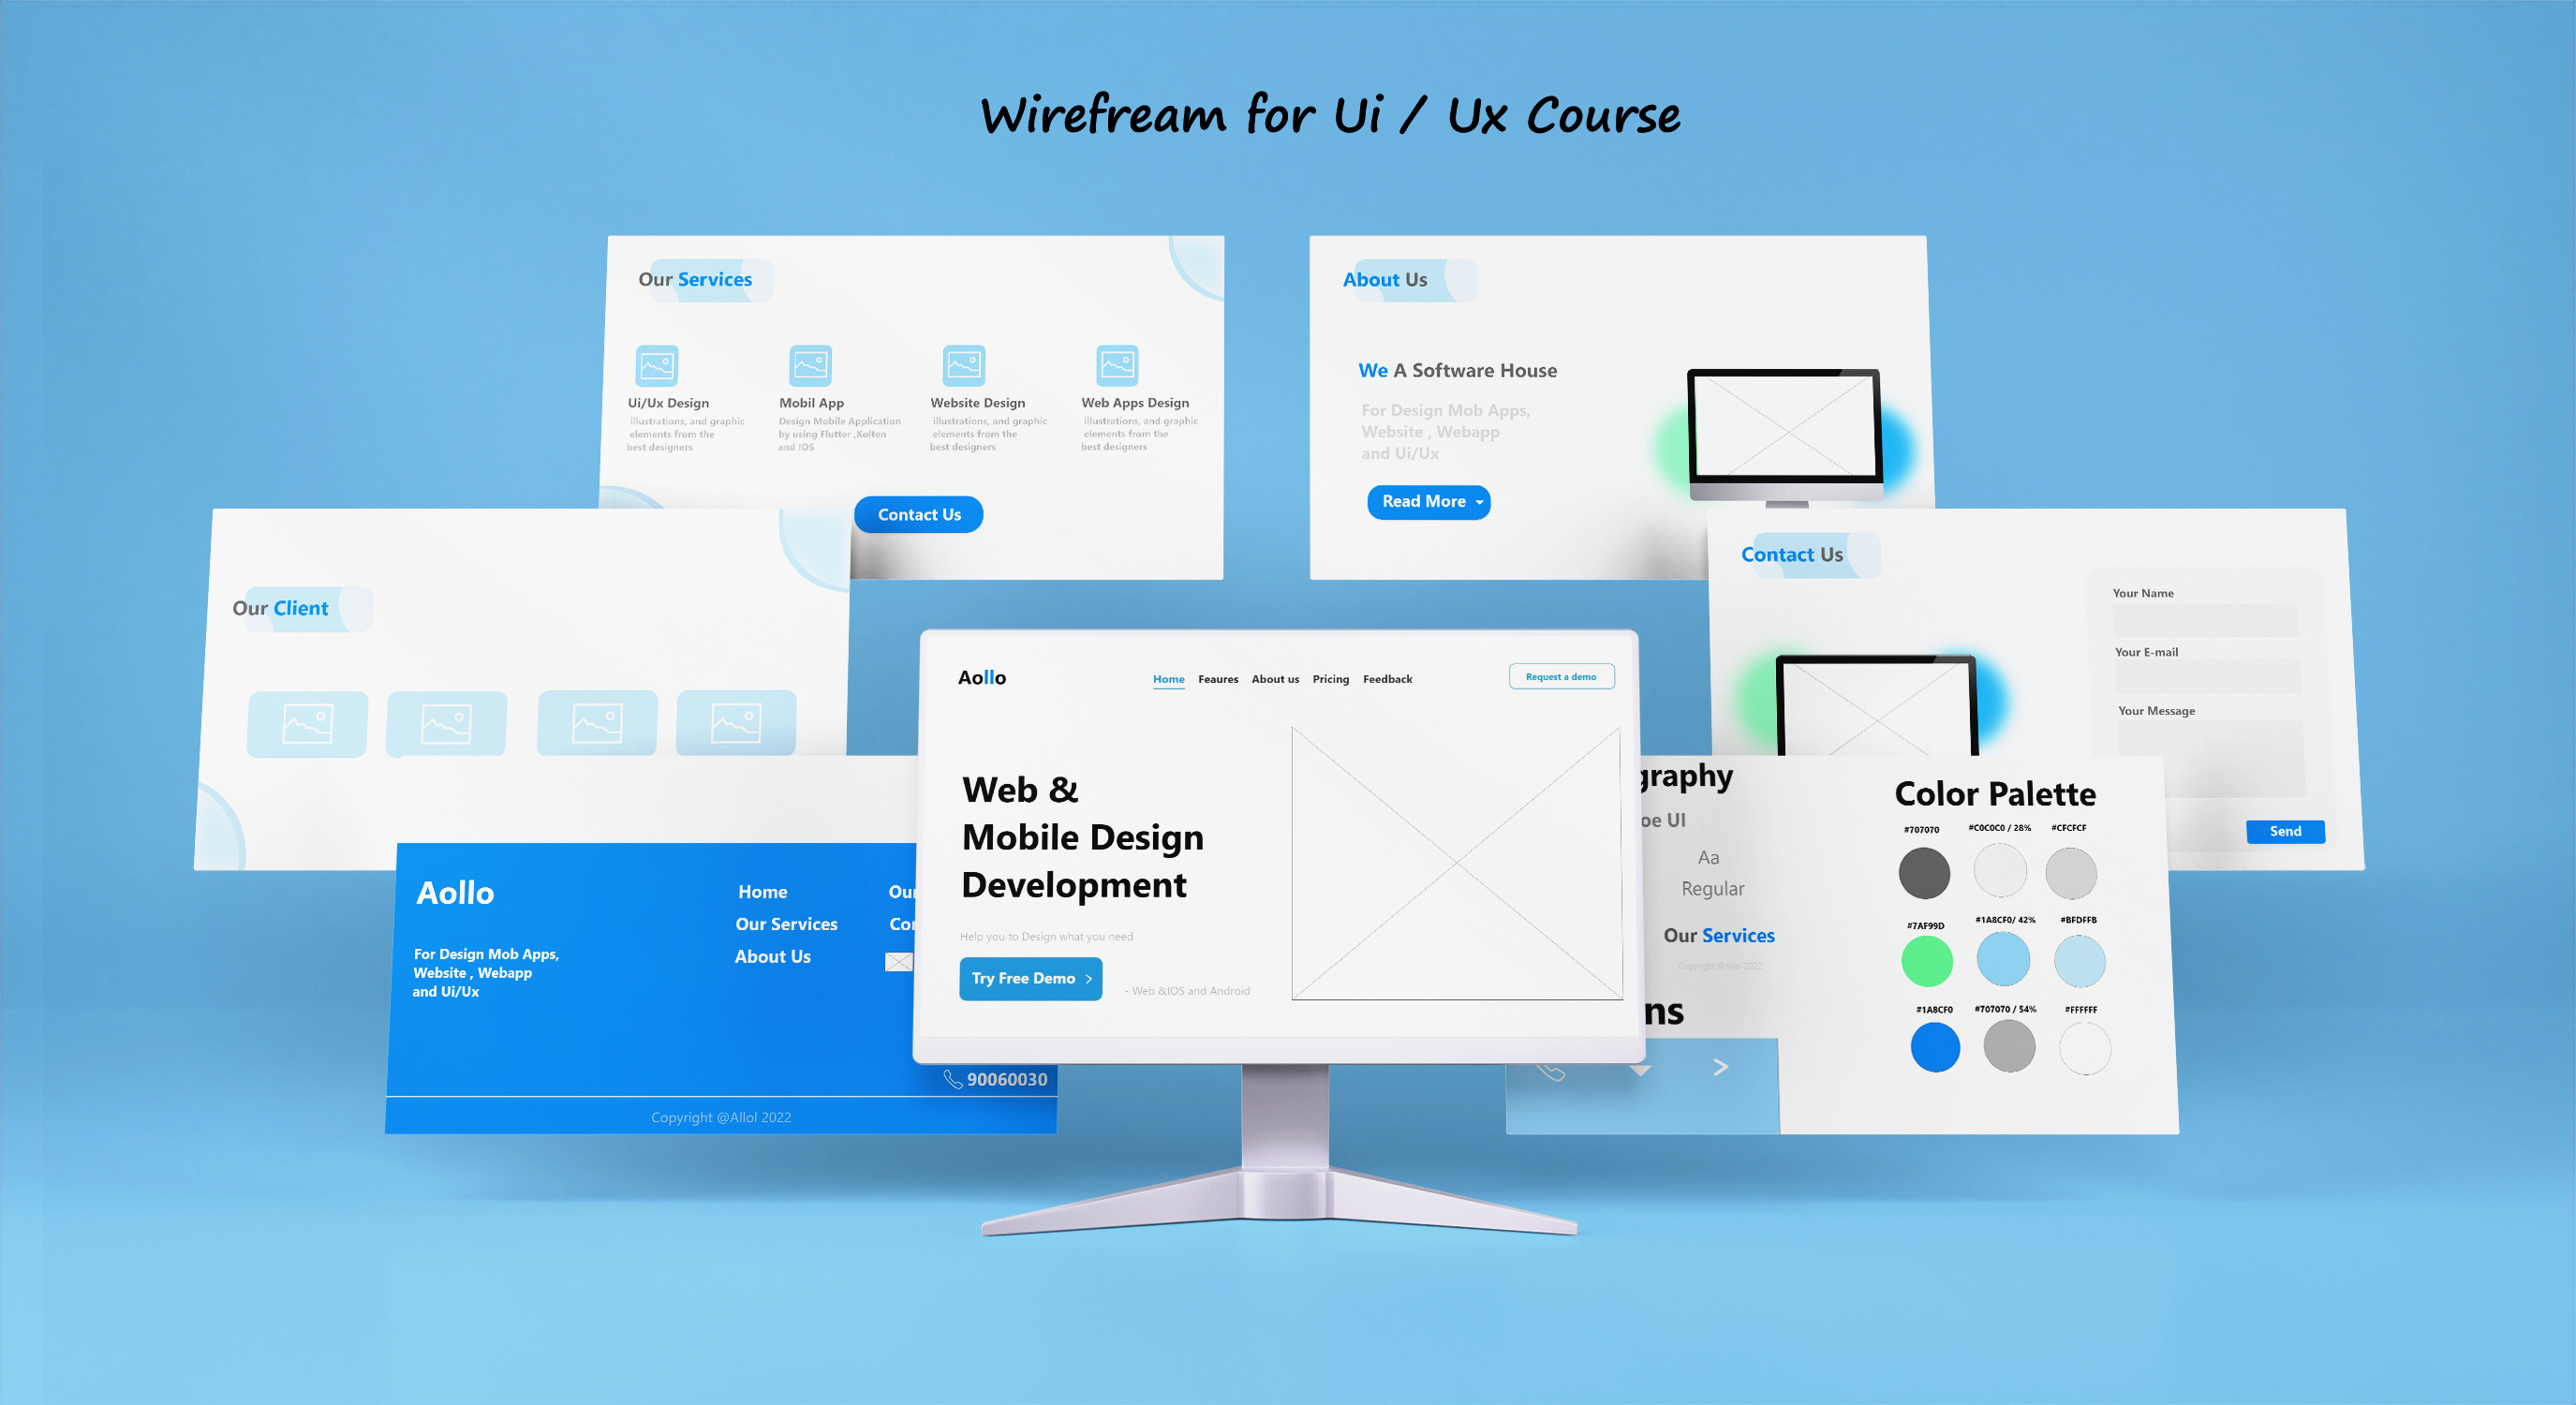 Wirefream for Ui / Ux Course
Our Services
Ui/Ux Design
illustrations, and graphic
elements from the
best designers
Mobil App
Design Mobile Application
by using Flutter ,Kolten
and IOS
Website Design
illustrations, and graphic
elements from the
best designers
Web Apps Design
illustrations, and graphic
elements from the
best designers
Contact Us
About Us
We A Software House
For Design Mob Apps,
Website , Webapp
and Ui/Ux
Read More
Our Client
Contact Us
Your Name
Your E-mail
Your Message
Send
Aollo
Home Feaures About us Pricing Feedback
Request a demo
Web &
Mobile Design
Development
Help you to Design what you need
Try Free Demo >
- Web &IOS and Android
Aollo
For Design Mob Apps,
Website , Webapp
and Ui/Ux
Home
Our Services
About Us
Our
90060030
Copyright @Allol 2022
graphy
oe UI
Aa
Regular
Our Services
Copyright @Allol 2022
ns
Color Palette
#707070
#C0C0C0 / 28%
#CFCFCF
#7AF99D
#1A8CF0/ 42%
#BFDFFB
#1A8CF0
#707070 / 54%
#FFFFFF